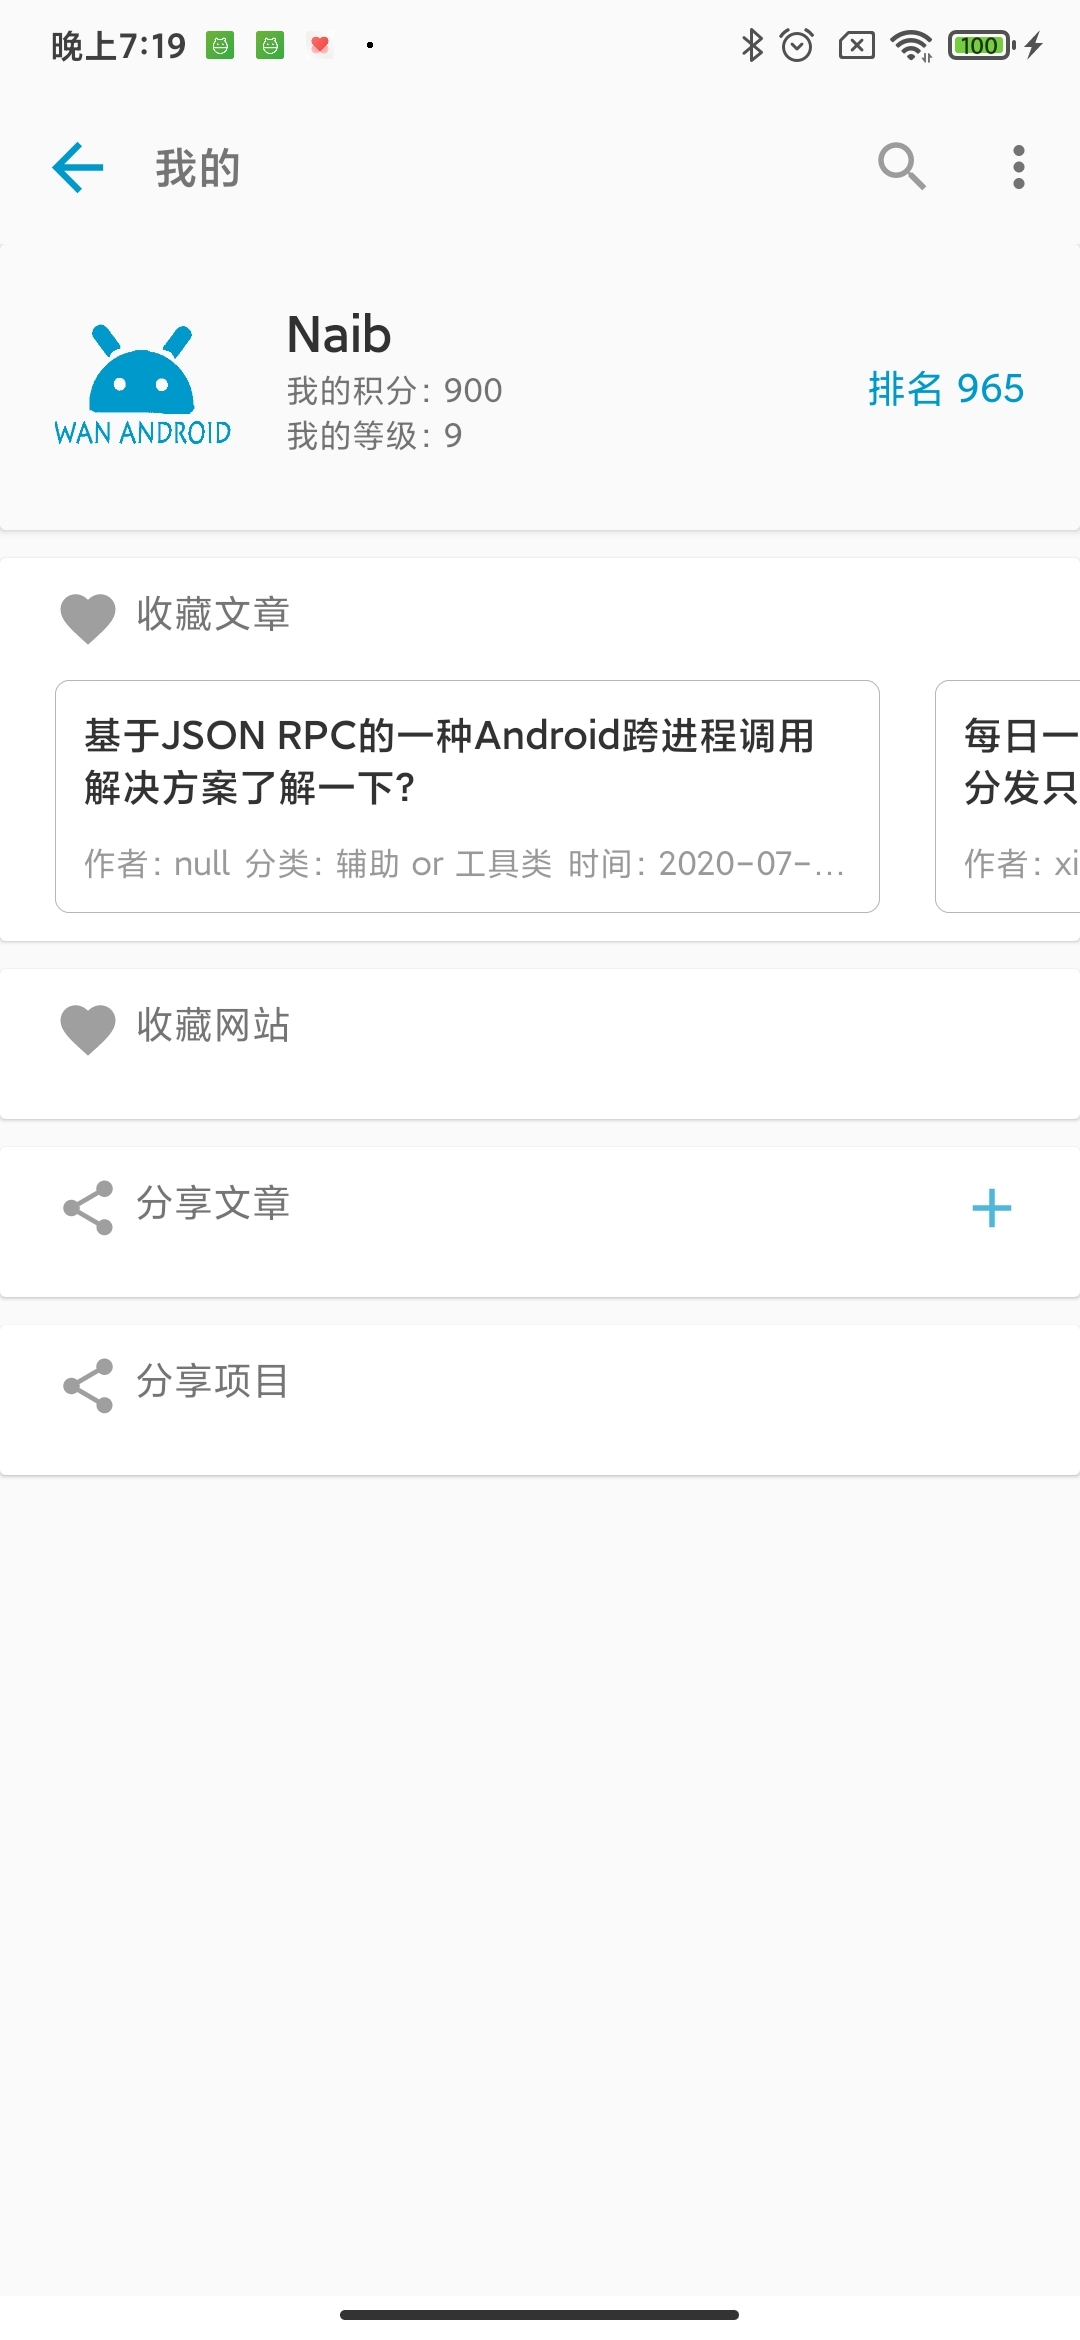 晚上7:19
100
我的
Naib
我的积分: 900
我的等级: 9
排名 965
WAN ANDROID
收藏文章
基于JSON RPC的一种Android跨进程调用
解决方案了解一下?
作者: null 分类: 辅助 or 工具类 时间: 2020-07-...
每日一
分发只
作者: xi
收藏网站
分享文章
分享项目